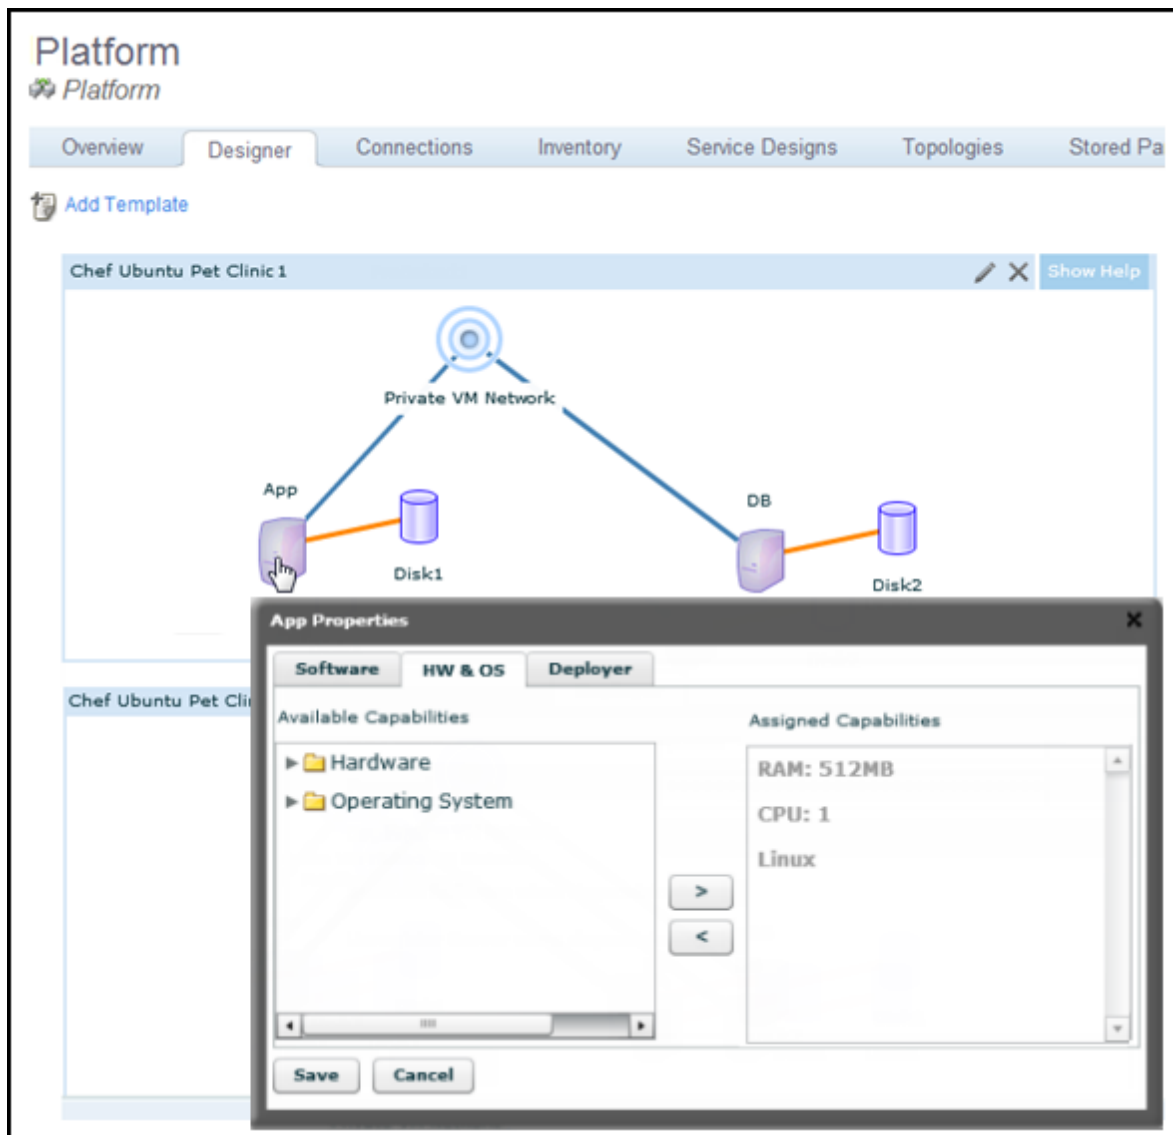 Platform
Platform
Overview Designer Connections Inventory Service Designs Topologies Stored Pa
Add Template
Chef Ubuntu Pet Clinic 1 Show Help
Private VM Network
App
DB
Disk1
Disk2
App Properties
Software HW & OS Deployer
Chef Ubuntu Pet Cli
Available Capabilities
Assigned Capabilities
Hardware
RAM: 512MB
Operating System
CPU: 1
Linux
>
<
Save Cancel